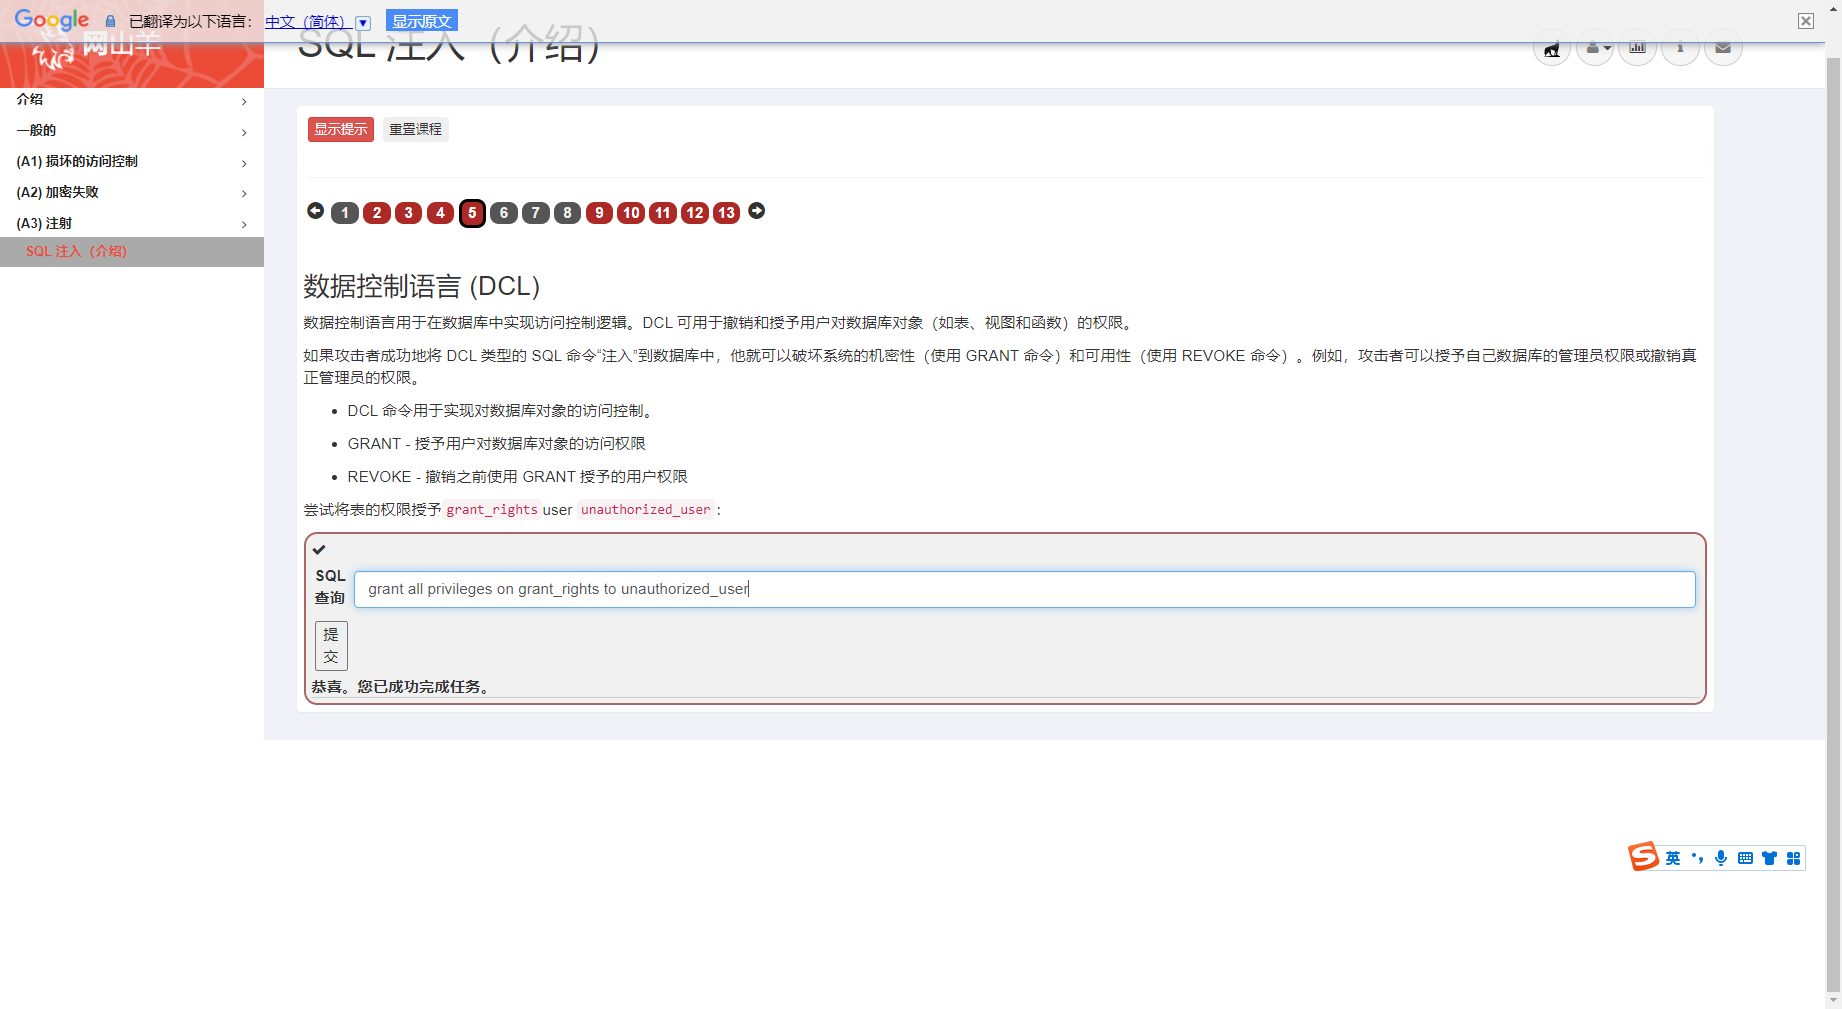 Google 已翻译为以下语言： 中文（简体） ▼ 显示原文
网山羊
SQL 注入（介绍）
介绍
一般的
(A1) 损坏的访问控制
(A2) 加密失败
(A3) 注射
SQL 注入（介绍）
显示提示 重置课程
1 2 3 4 5 6 7 8 9 10 11 12 13
数据控制语言 (DCL)
数据控制语言用于在数据库中实现访问控制逻辑。DCL 可用于撤销和授予用户对数据库对象（如表、视图和函数）的权限。
如果攻击者成功地将 DCL 类型的 SQL 命令“注入”到数据库中，他就可以破坏系统的机密性（使用 GRANT 命令）和可用性（使用 REVOKE 命令）。例如，攻击者可以授予自己数据库的管理员权限或撤销真
正管理员的权限。
• DCL 命令用于实现对数据库对象的访问控制。
• GRANT - 授予用户对数据库对象的访问权限
• REVOKE - 撤销之前使用 GRANT 授予的用户权限
尝试将表的权限授予 grant_rights user unauthorized_user：
SQL
查询
grant all privileges on grant_rights to unauthorized_user
提
交
恭喜。您已成功完成任务。
英